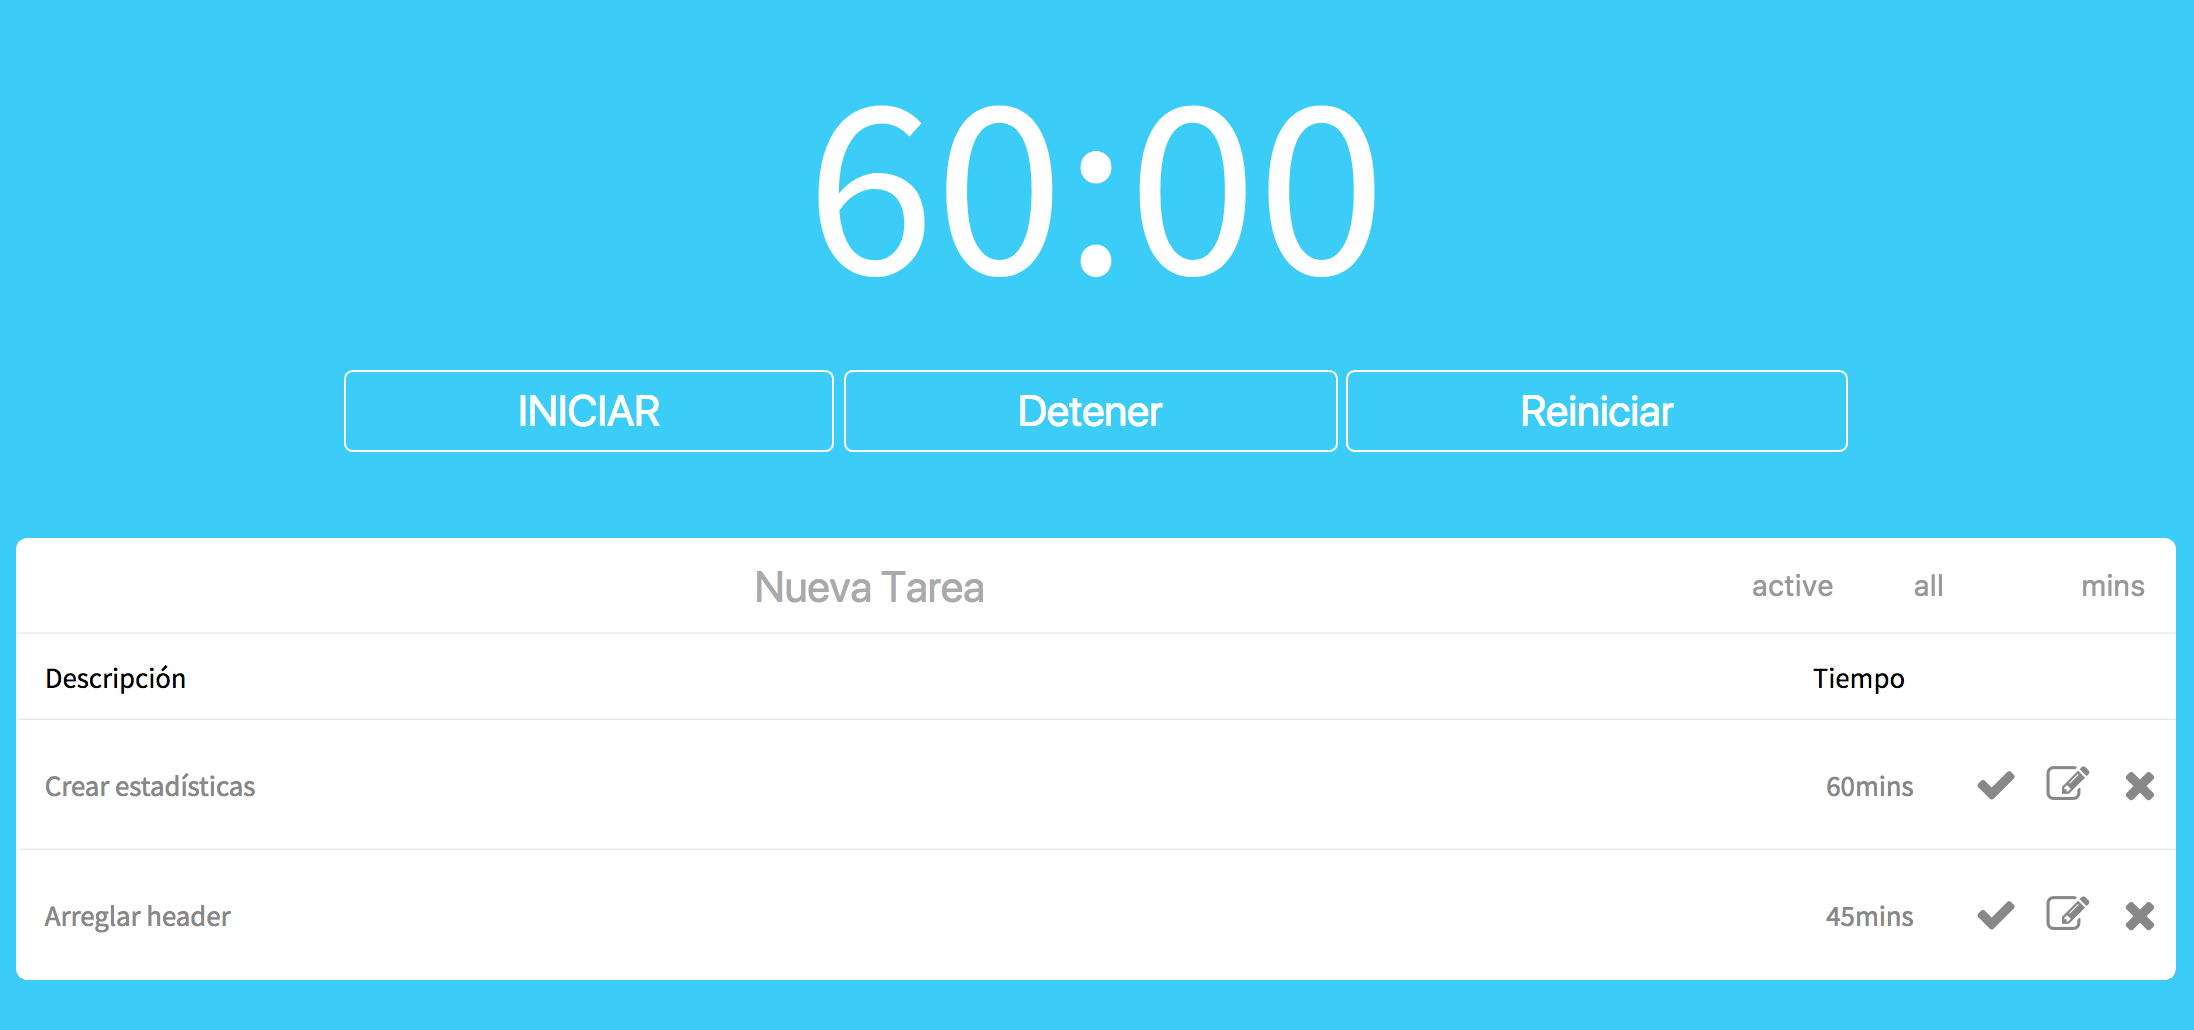 60:00
INICIAR Detener Reiniciar
Nueva Tarea active all mins
Descripción Tiempo
Crear estadísticas 60mins
Arreglar header 45mins